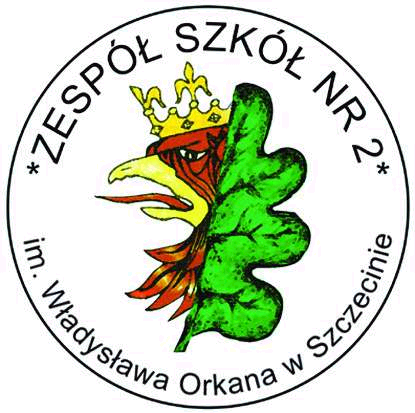 *ZESPÓŁ SZKÓŁ NR 2*
im. Władysława Orkana w Szczecinie